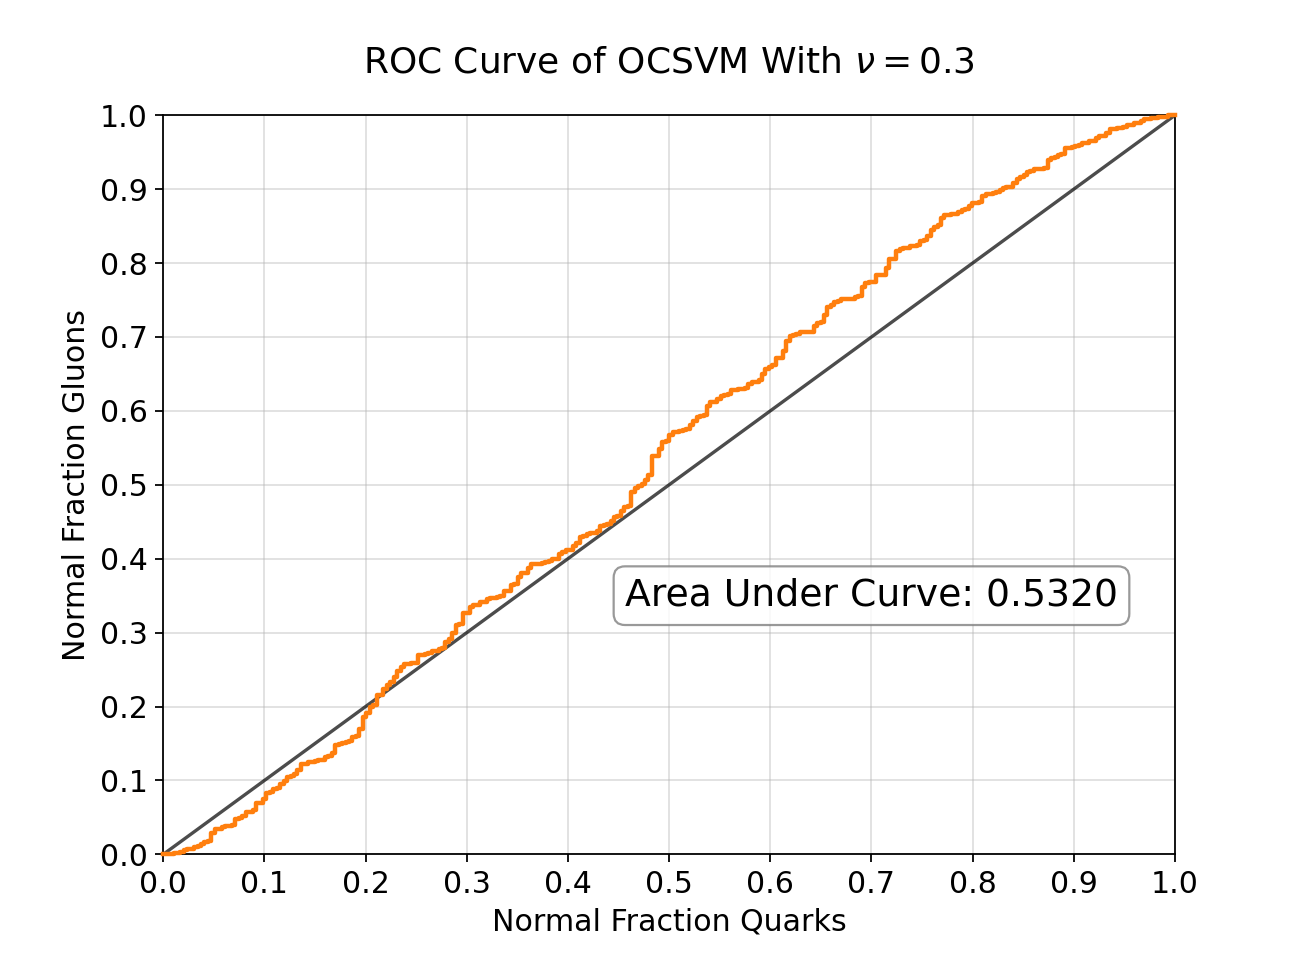 ROC Curve of OCSVM With ν = 0.3
1.0
0.9
0.8
0.7
0.6
0.5
0.4
0.3
0.2
0.1
0.0
Normal Fraction Gluons
Area Under Curve: 0.5320
0.0 0.1 0.2 0.3 0.4 0.5 0.6 0.7 0.8 0.9 1.0
Normal Fraction Quarks